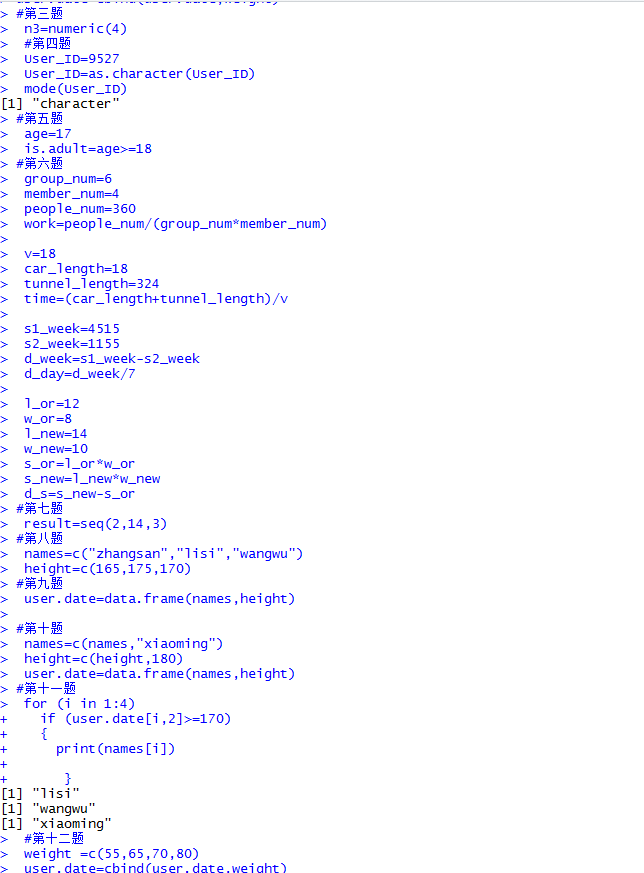 > #第三题
>  n3=numeric(4)
>  #第四题
>  User_ID=9527
>  User_ID=as.character(User_ID)
>  mode(User_ID)
[1] "character"
> #第五题
>  age=17
>  is.adult=age>=18
> #第六题
>  group_num=6
>  member_num=4
>  people_num=360
>  work=people_num/(group_num*member_num)
>
>  v=18
>  car_length=18
>  tunnel_length=324
>  time=(car_length+tunnel_length)/v
>
>  s1_week=4515
>  s2_week=1155
>  d_week=s1_week-s2_week
>  d_day=d_week/7
>
>  l_or=12
>  w_or=8
>  l_new=14
>  w_new=10
>  s_or=l_or*w_or
>  s_new=l_new*w_new
>  d_s=s_new-s_or
> #第七题
>  result=seq(2,14,3)
> #第八题
>  names=c("zhangsan","lisi","wangwu")
>  height=c(165,175,170)
> #第九题
>  user.date=data.frame(names,height)
>
> #第十题
>  names=c(names,"xiaoming")
>  height=c(height,180)
>  user.date=data.frame(names,height)
> #第十一题
>  for (i in 1:4)
+    if (user.date[i,2]>=170)
+    {
+      print(names[i])
+
+       }
[1] "lisi"
[1] "wangwu"
[1] "xiaoming"
>  #第十二题
>  weight =c(55,65,70,80)
>  user.date=cbind(user.date,weight)